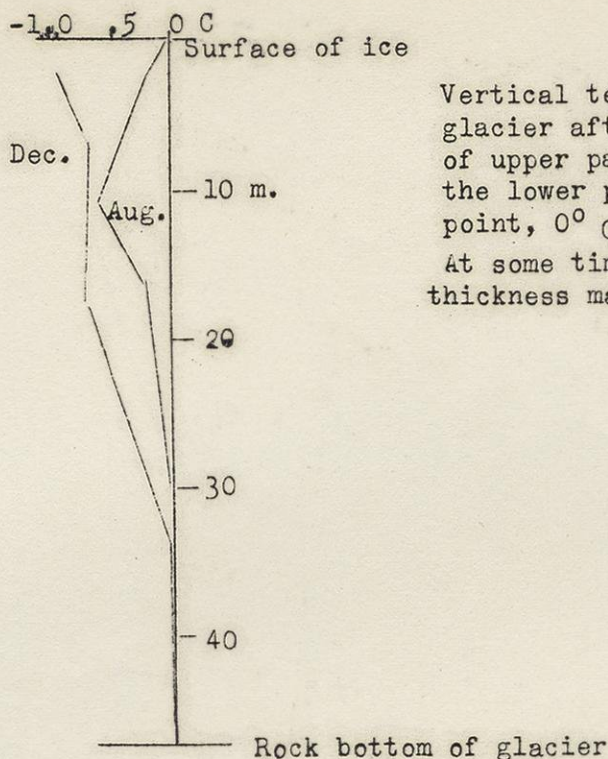 -1.0 .5 0 C
Surface of ice
Vertical te
glacier aft
of upper pa
Dec.
the lower p
10 m.
Aug.
point, 0° (
At some tim
thickness ma
20
30
40
Rock bottom of glacier